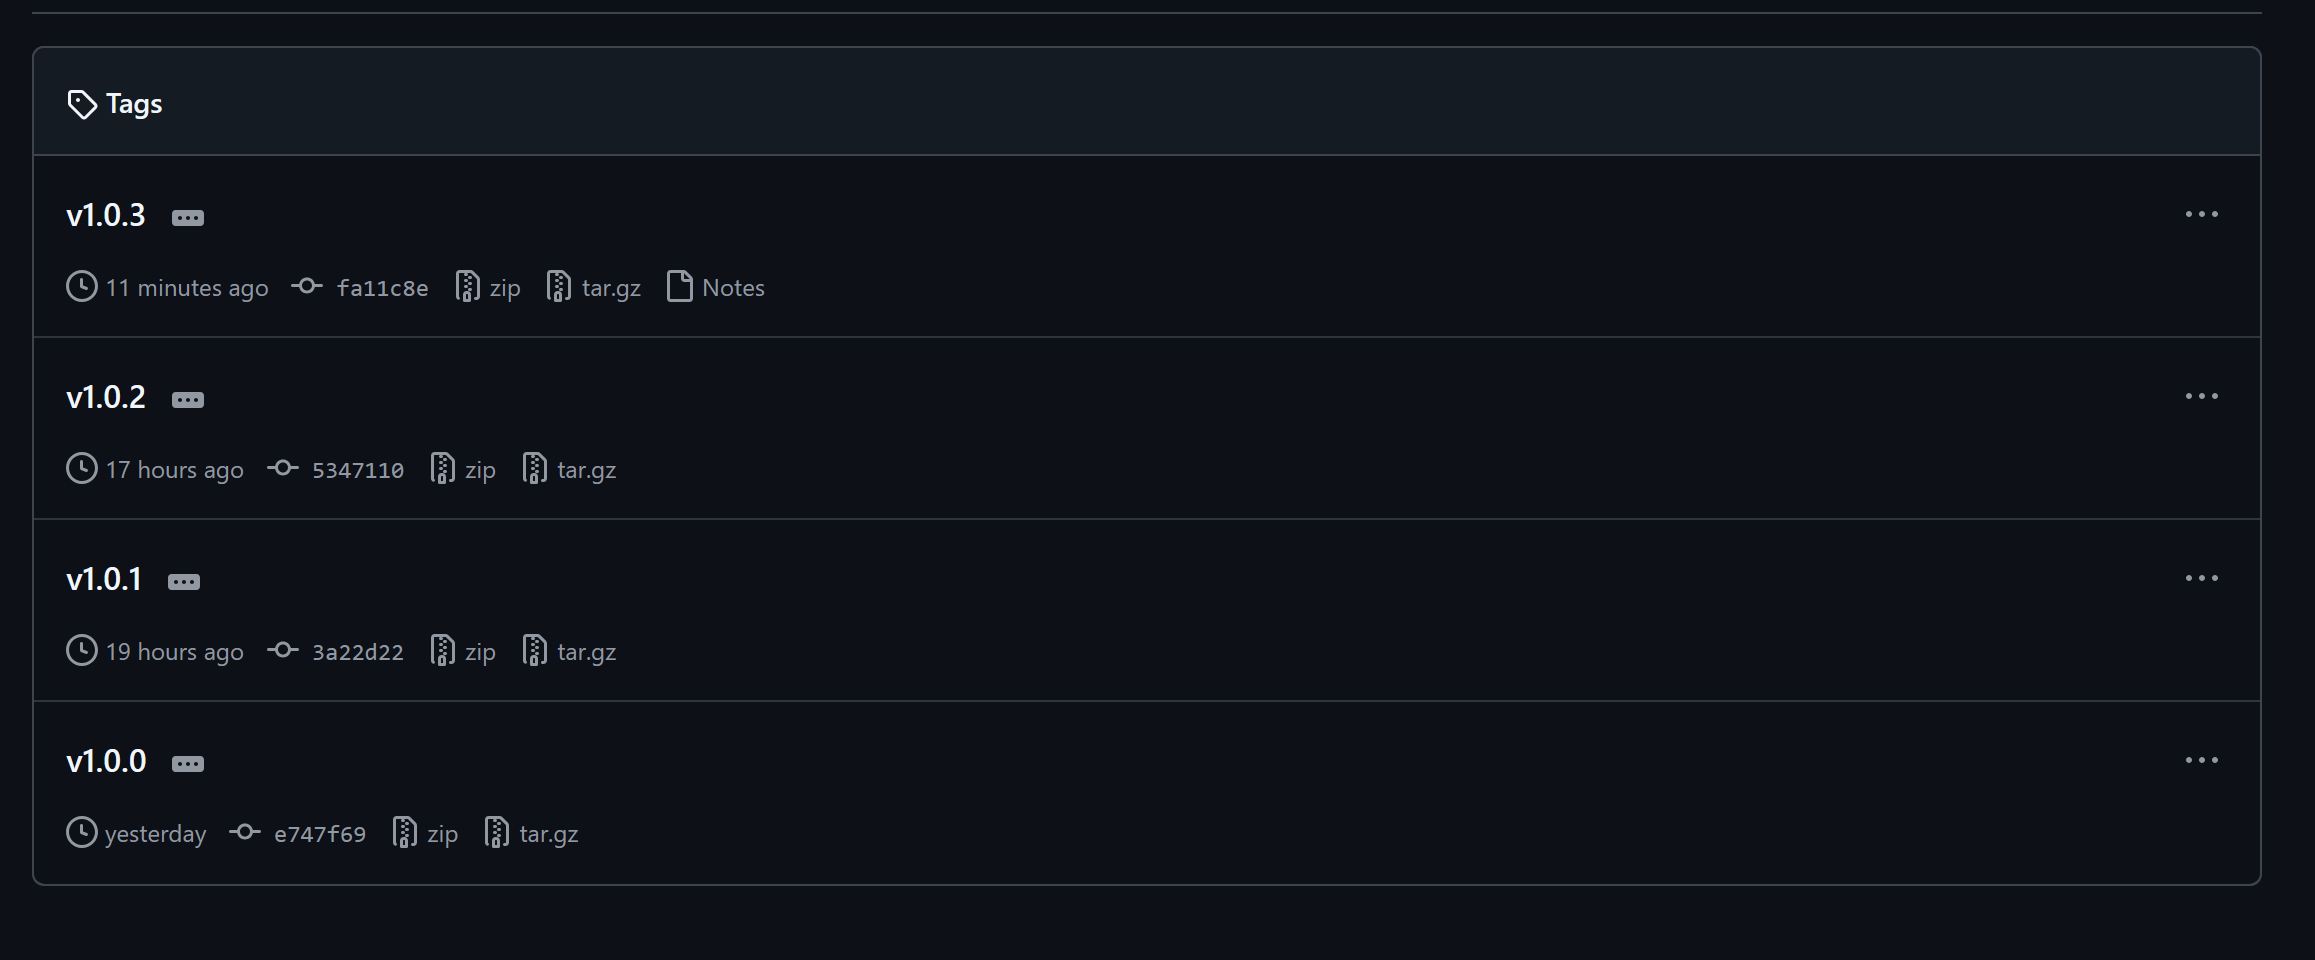 Tags
v1.0.3
11 minutes ago fa11c8e zip tar.gz Notes
v1.0.2
17 hours ago 5347110 zip tar.gz
v1.0.1
19 hours ago 3a22d22 zip tar.gz
v1.0.0
yesterday e747f69 zip tar.gz